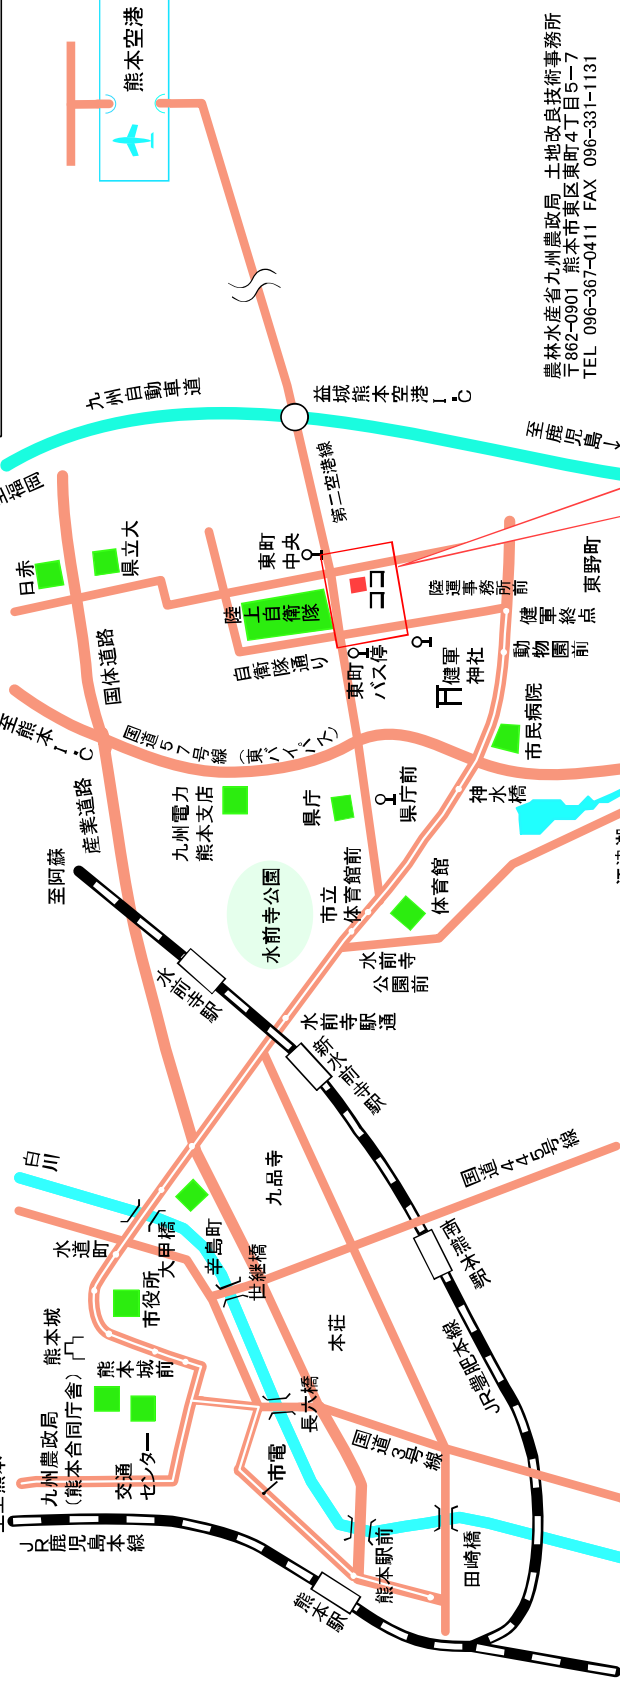 熊本空港
農林水産省九州農政局 土地改良技術事務所
〒862-0901 熊本市東区東町4丁目5-7
TEL 096-367-0411 FAX 096-331-1131
九州自動車道
益城熊本空港I・C
至鹿児島
至福岡
第二空港線
日赤
県立大
東町
中央
陸上自衛隊
ココ
陸運事務所前
東野町
健軍終点
動物園前
国体道路
自衛隊通り
東町
バス停
健軍
神社
市民病院
至熊本I・C
国道57号線(東バイパス)
産業道路
九州電力
熊本支店
県庁
県庁前
神水橋
至阿蘇
水前寺公園
市立
体育館前
体育館
水前寺
公園前
水前寺駅
水前寺駅通
新水前寺駅
白川
九品寺
国道445号線
水道町
大甲橋
辛島町
世継橋
南熊本駅
市役所
熊本城
熊本城前
本荘
JR豊肥本線
九州農政局
(熊本合同庁舎)
交通
センター
長六橋
国道3号線
市電
JR鹿児島本線
熊本駅前
田崎橋
熊本駅